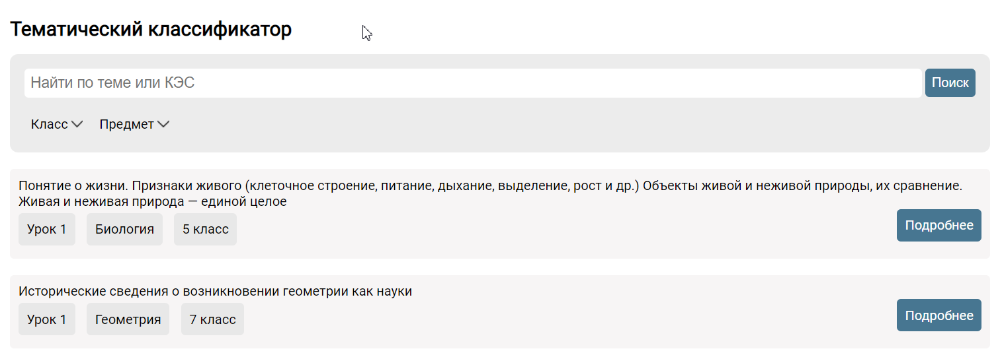 Тематический классификатор
Найти по теме или КЭС
Поиск
Класс Предмет
Понятие о жизни. Признаки живого (клеточное строение, питание, дыхание, выделение, рост и др.) Объекты живой и неживой природы, их сравнение.
Живая и неживая природа — единой целое
Урок 1 Биология 5 класс
Подробнее
Исторические сведения о возникновении геометрии как науки
Урок 1 Геометрия 7 класс
Подробнее